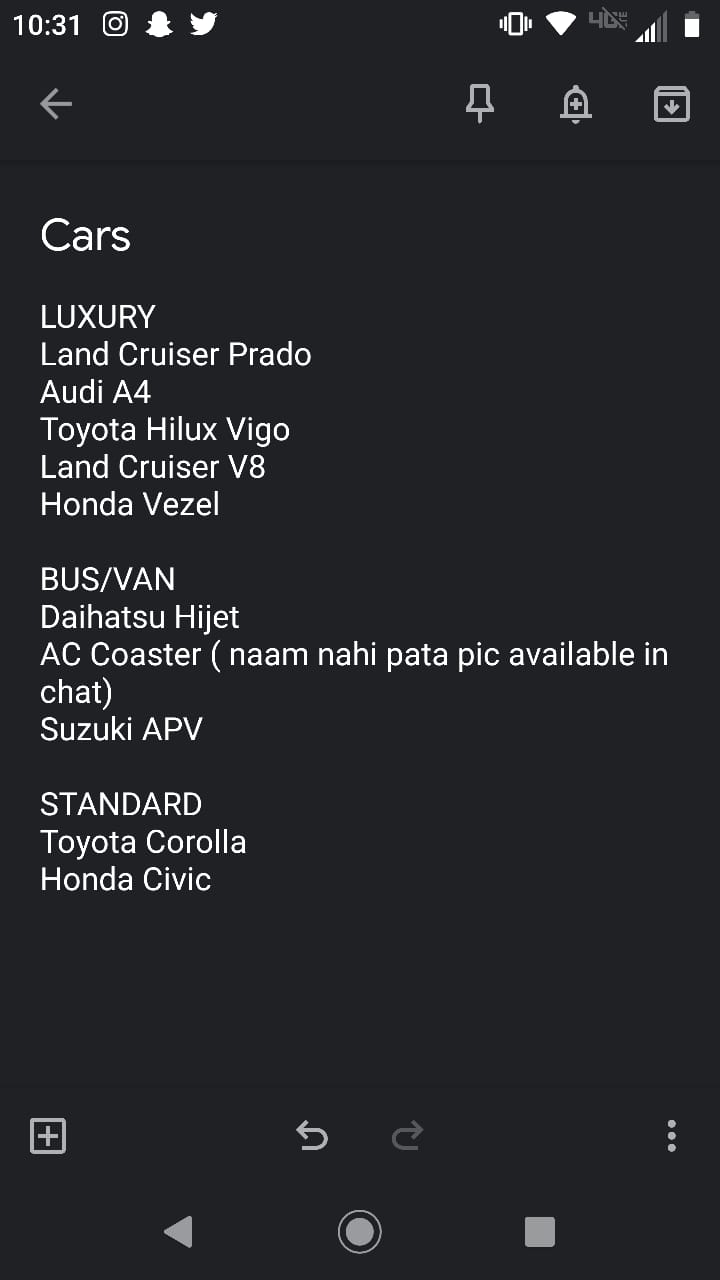 10:31
Cars
LUXURY
Land Cruiser Prado
Audi A4
Toyota Hilux Vigo
Land Cruiser V8
Honda Vezel
BUS/VAN
Daihatsu Hijet
AC Coaster ( naam nahi pata pic available in
chat)
Suzuki APV
STANDARD
Toyota Corolla
Honda Civic